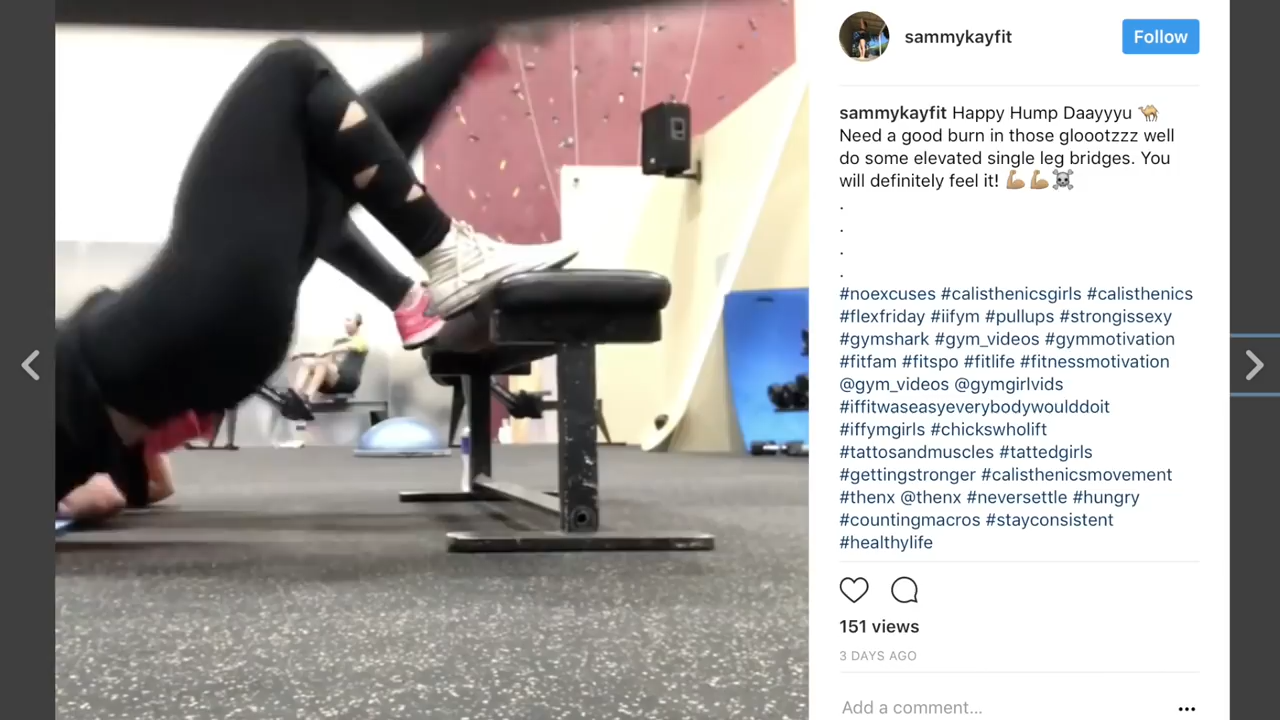 sammykayfit
Follow
sammykayfit Happy Hump Daayyyu 🐫
Need a good burn in those gloootzzz well
do some elevated single leg bridges. You
will definitely feel it! 💪🏽💪🏽☠️
.
.
.
.
#noexcuses #calisthenicsgirls #calisthenics
#flexfriday #iifym #pullups #strongissexy
#gymshark #gym_videos #gymmotivation
#fitfam #fitspo #fitlife #fitnessmotivation
@gym_videos @gymgirlvids
#iffitwaseasyeverybodywoulddoit
#iffymgirls #chickswholift
#tattosandmuscles #tattedgirls
#gettingstronger #calisthenicsmovement
#thenx @thenx #neversettle #hungry
#countingmacros #stayconsistent
#healthylife
151 views
3 DAYS AGO
Add a comment...